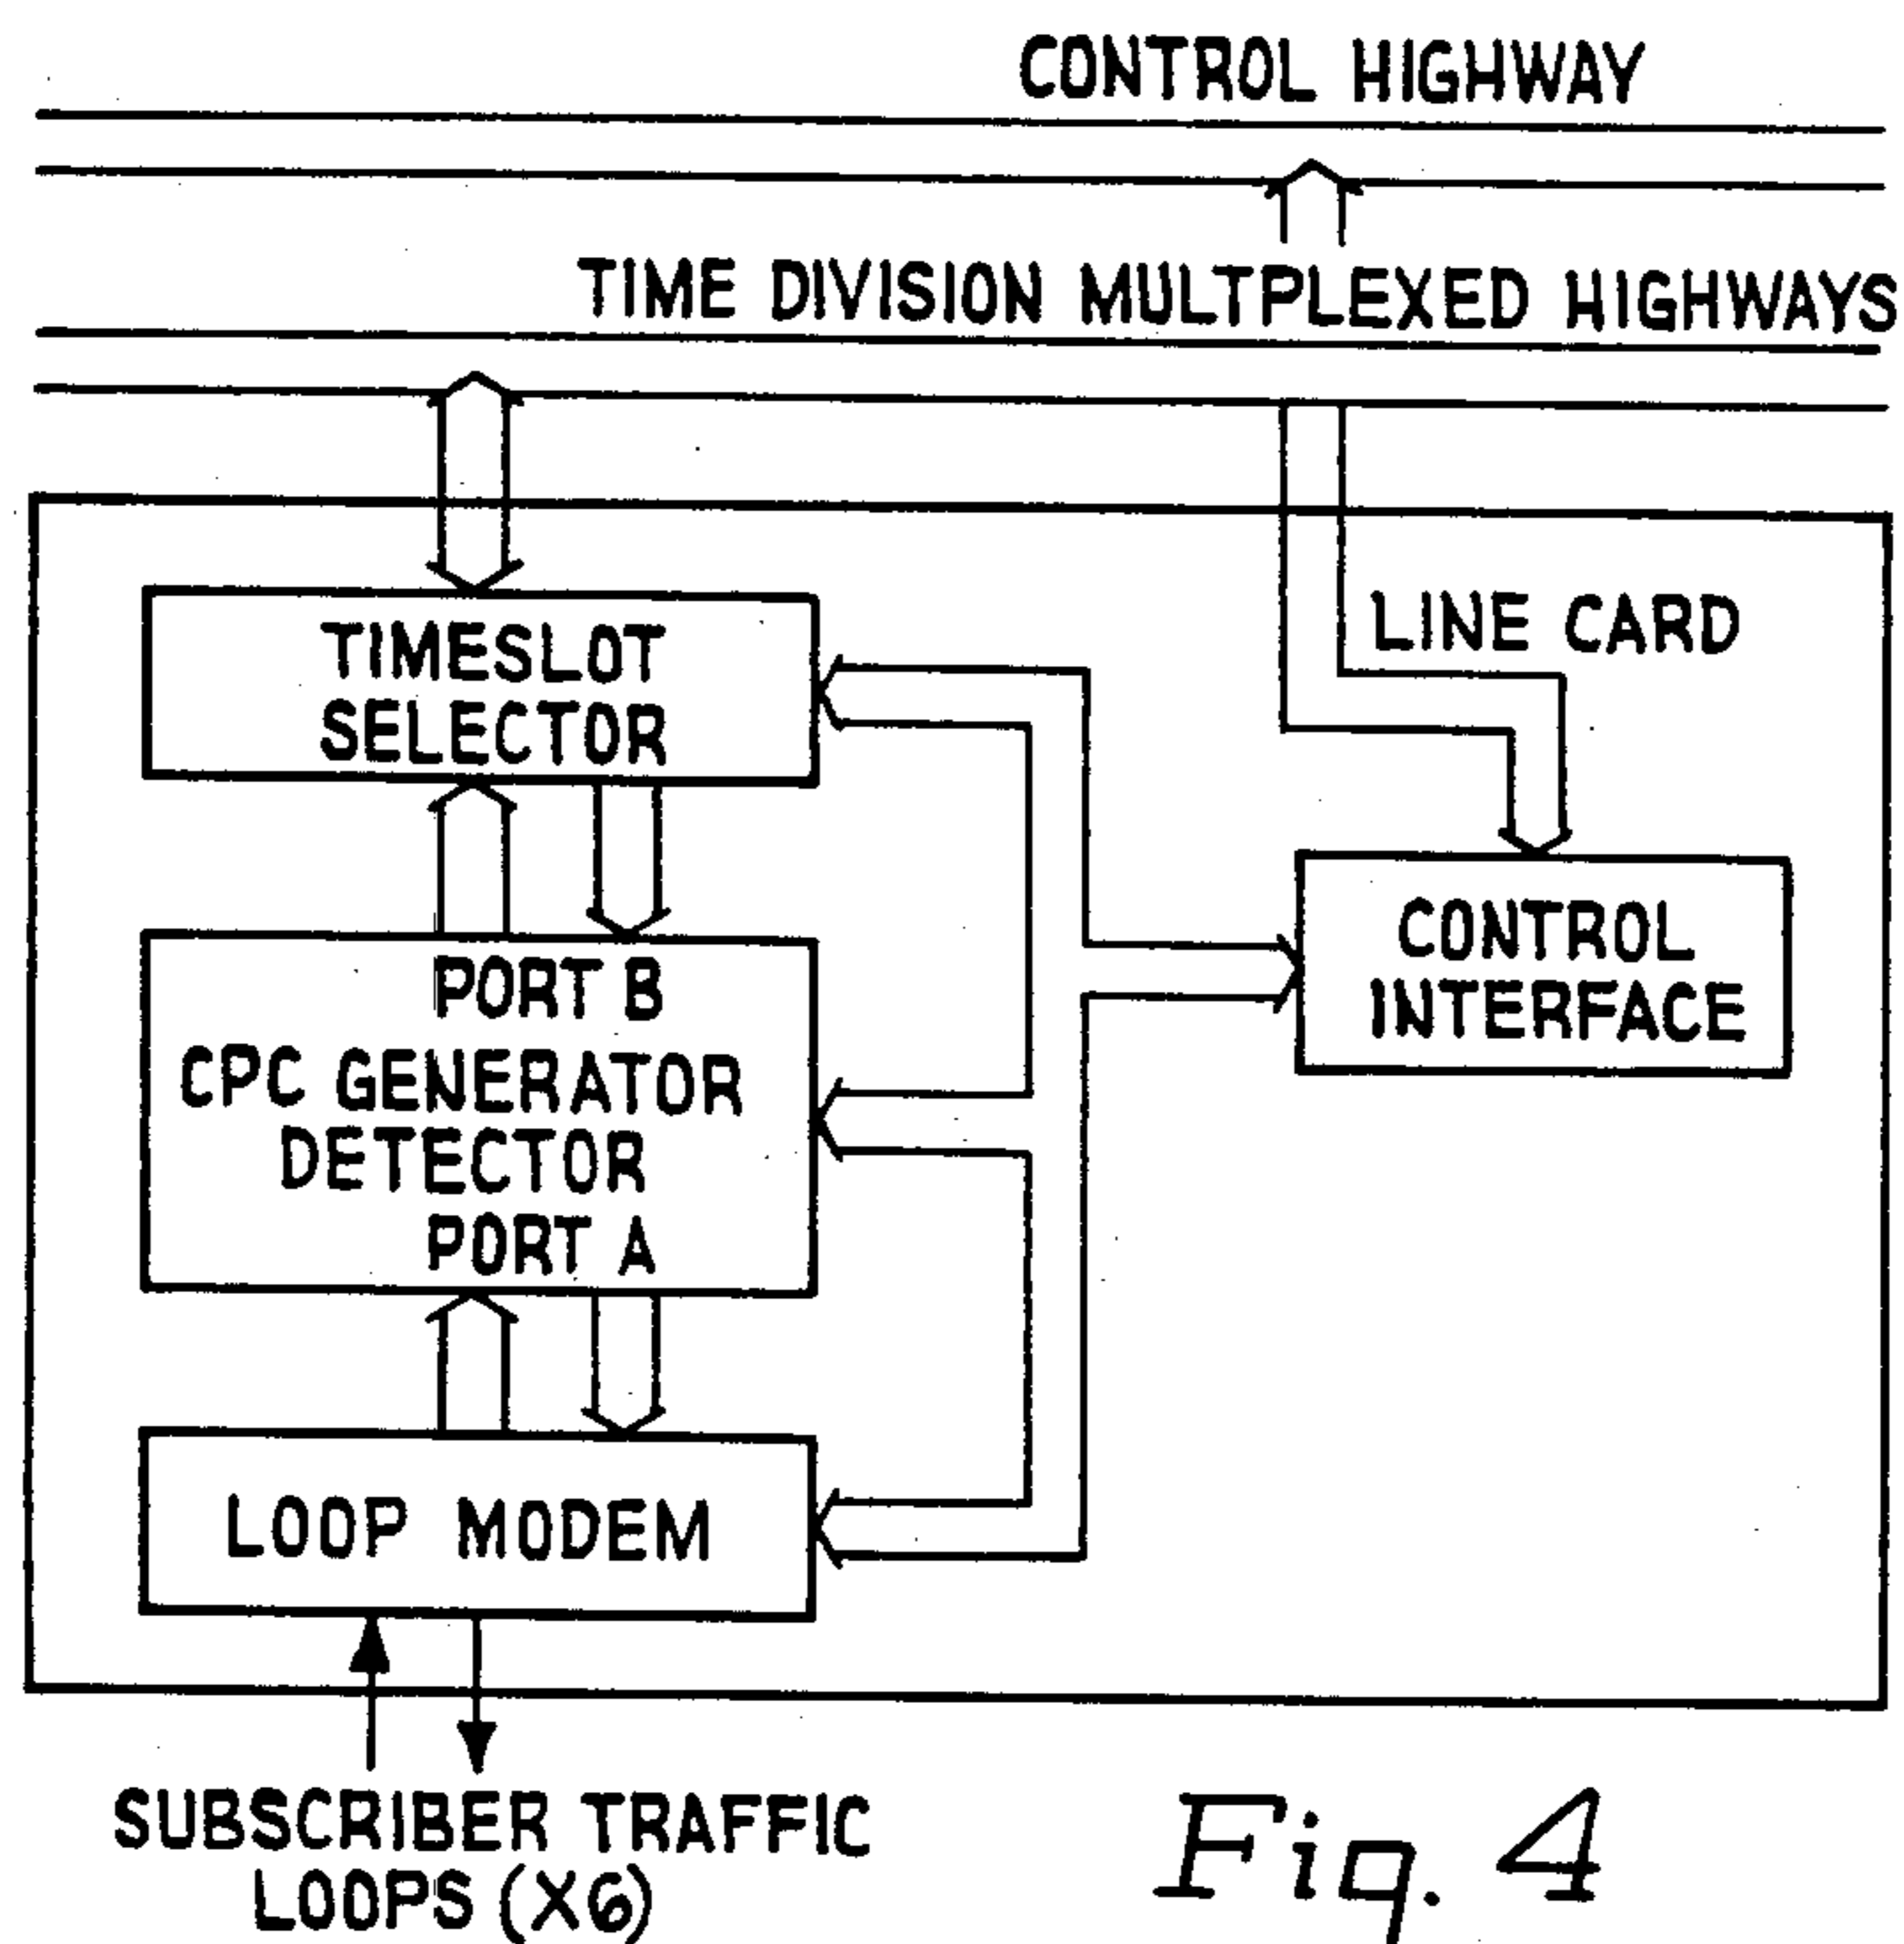 CONTROL HIGHWAY
TIME DIVISION MULTPLEXED HIGHWAYS
LINE CARD
TIMESLOT
SELECTOR
CONTROL
INTERFACE
PORT B
CPC GENERATOR
DETECTOR
PORT A
LOOP MODEM
SUBSCRIBER TRAFFIC
LOOPS (X6)
Fig. 4